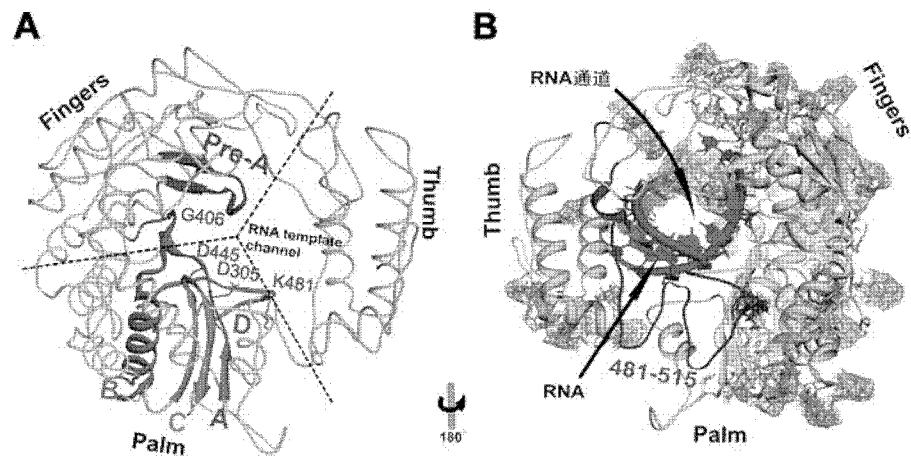 A
Fingers
Pre-A
G406
RNA template
channel
D445
D305
K481
Thumb
D
B
C
A
Palm
180
B
RNA通道
Fingers
Thumb
481-515
RNA
Palm